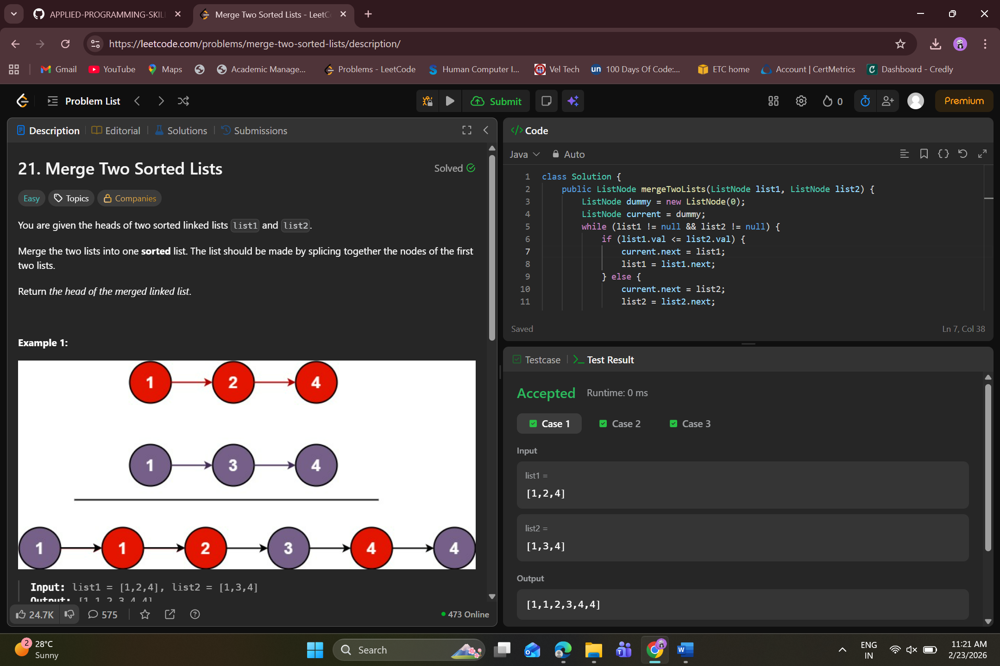 APPLIED-PROGRAMMING-SKIL
Merge Two Sorted Lists - LeetC
https://leetcode.com/problems/merge-two-sorted-lists/description/
Gmail YouTube Maps Academic Manage... Problems - LeetCode Human Computer I... Vel Tech un 100 Days Of Code:... ETC home Account | CertMetrics Dashboard - Credly
Problem List Submit 0 Premium
Description Editorial Solutions Submissions
21. Merge Two Sorted Lists
Solved
Easy Topics Companies
You are given the heads of two sorted linked lists list1 and list2.
Merge the two lists into one sorted list. The list should be made by splicing together the nodes of the first
two lists.
Return the head of the merged linked list.
Example 1:
1 2 4
1 3 4
1 1 2 3 4 4
Input: list1 = [1,2,4], list2 = [1,3,4]
Output: [1,1,2,3,4,4]
24.7K 575 473 Online
Code
Java Auto
1 class Solution {
2 public ListNode mergeTwoLists(ListNode list1, ListNode list2) {
3 ListNode dummy = new ListNode(0);
4 ListNode current = dummy;
5 while (list1 != null && list2 != null) {
6 if (list1.val <= list2.val) {
7 current.next = list1;
8 list1 = list1.next;
9 } else {
10 current.next = list2;
11 list2 = list2.next;
Saved Ln 7, Col 38
Testcase Test Result
Accepted Runtime: 0 ms
Case 1 Case 2 Case 3
Input
list1 =
[1,2,4]
list2 =
[1,3,4]
Output
[1,1,2,3,4,4]
2
28°C
Sunny
Search
ENG
IN
11:21 AM
2/23/2026